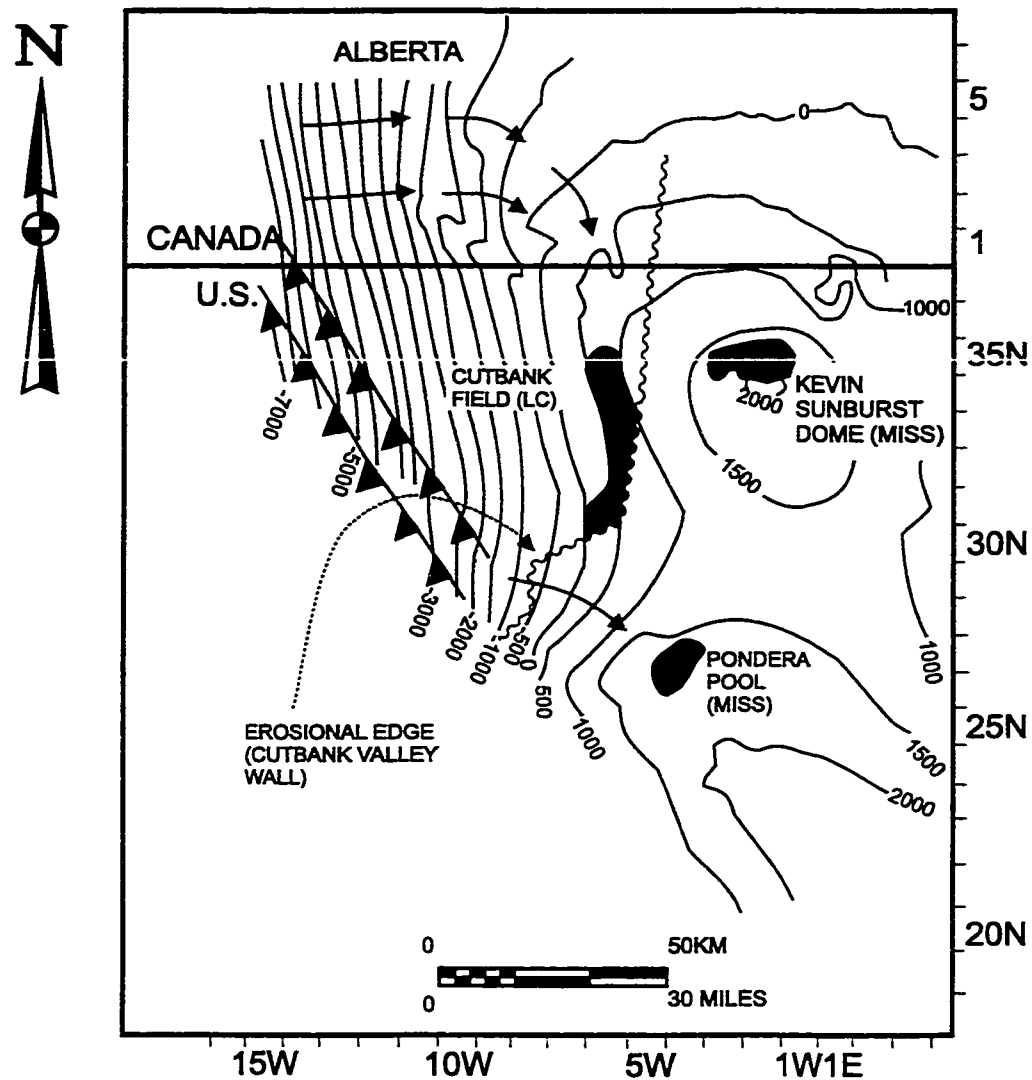 N
ALBERTA
0
5
1
CANADA
U.S.
1000
35N
CUTBANK
FIELD (LC)
KEVIN
SUNBURST
DOME (MISS)
2000
1500
-7000
-5000
30N
-3000
-2000
-1000
-500
0
500
1000
1000
PONDERA
POOL
(MISS)
EROSIONAL EDGE
(CUTBANK VALLEY
WALL)
25N
1500
2000
20N
0
50KM
0
30 MILES
15W
10W
5W
1W1E